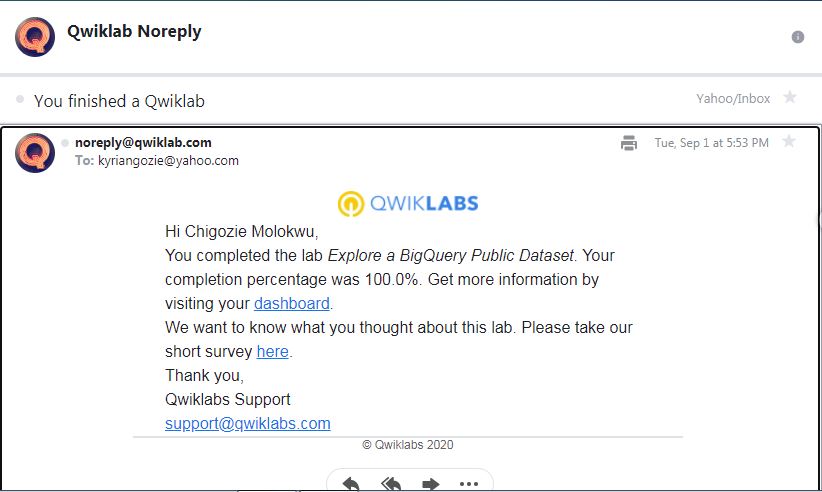 Qwiklab Noreply
You finished a Qwiklab
Yahoo/Inbox
noreply@qwiklab.com
Tue, Sep 1 at 5:53 PM
To: kyriangozie@yahoo.com
QWIKLABS
Hi Chigozie Molokwu,
You completed the lab Explore a BigQuery Public Dataset. Your
completion percentage was 100.0%. Get more information by
visiting your dashboard.
We want to know what you thought about this lab. Please take our
short survey here.
Thank you,
Qwiklabs Support
support@qwiklabs.com
© Qwiklabs 2020